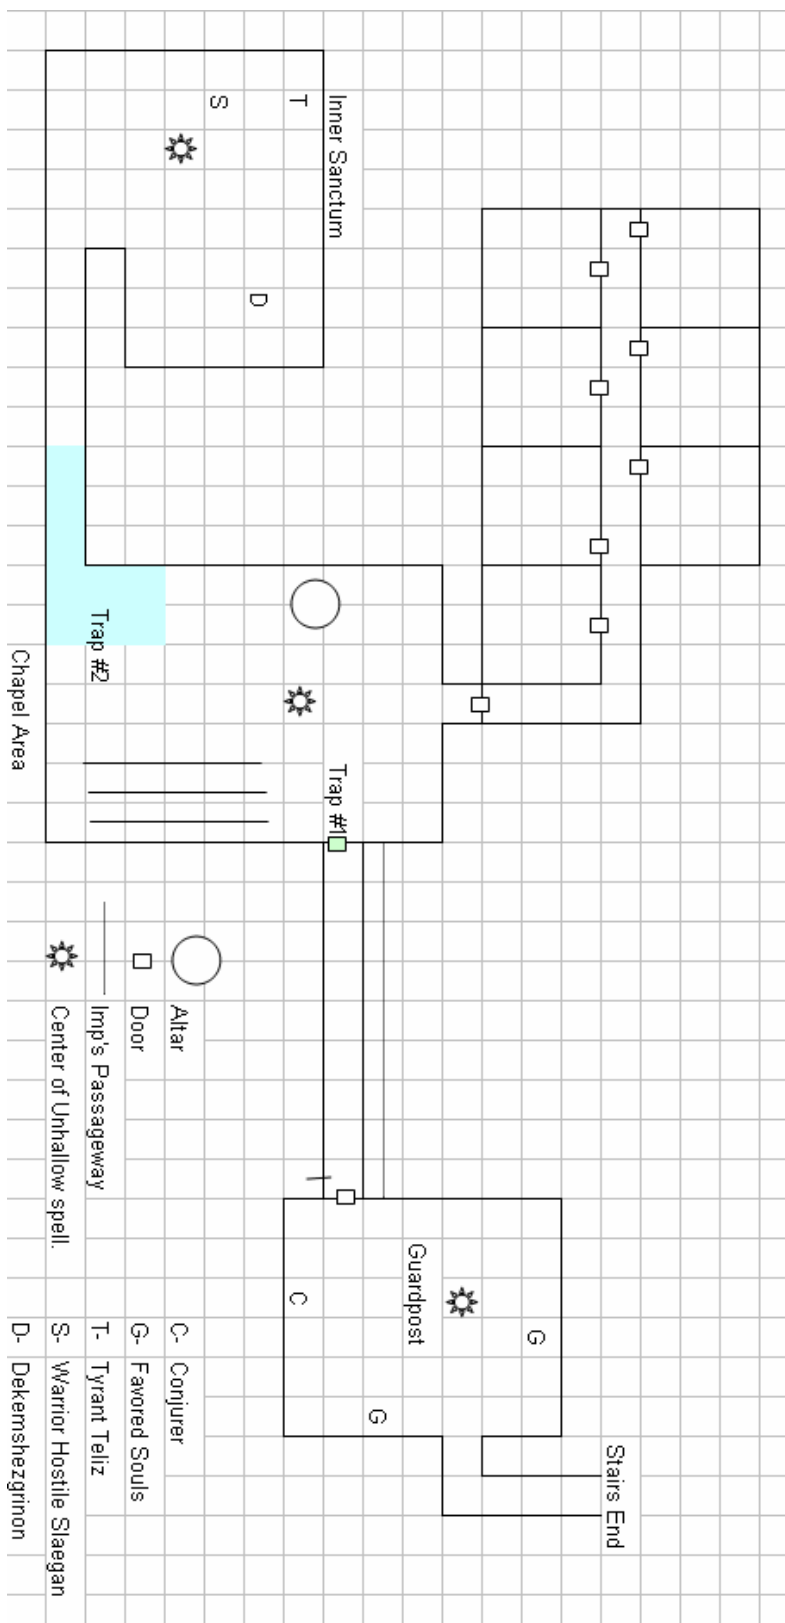 Stairs End
G
Guardpost
G
Inner Sanctum
Trap #1
T
C
D
S
Trap #2
Chapel Area
Altar
Door
Imp's Passageway
Center of Unhallow spell.
C- Conjurer
G- Favored Souls
T- Tyrant Teliz
S- Warrior Hostile Slaegan
D- Dekemshezgrinon